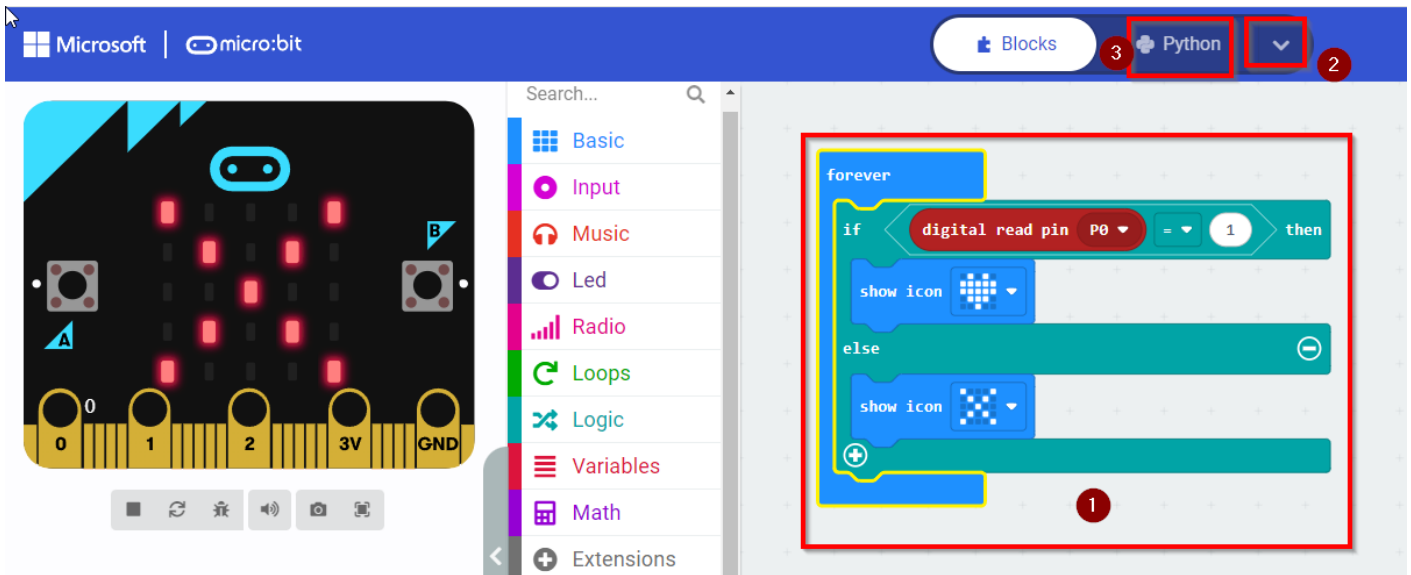 Microsoft | micro:bit
Blocks
3
Python
2
Search...
Basic
Input
Music
Led
Radio
Loops
Logic
Variables
Math
Extensions
B
A
0
0 1 2 3V GND
forever
if digital read pin P0 = 1 then
show icon
else
show icon
1